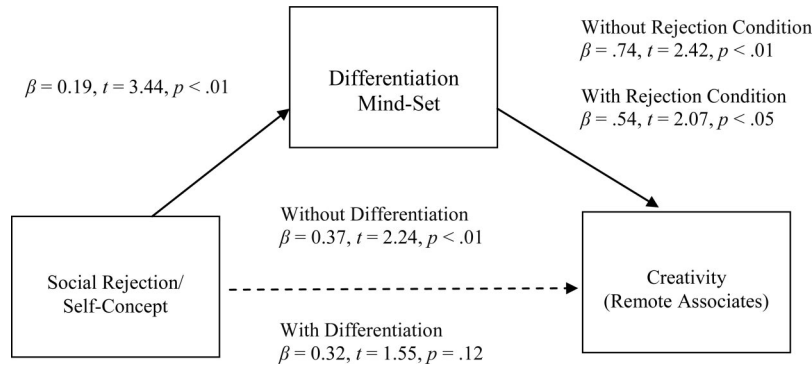 Without Rejection Condition
β = .74, t = 2.42, p < .01
With Rejection Condition
β = .54, t = 2.07, p < .05
β = 0.19, t = 3.44, p < .01
Differentiation
Mind-Set
Without Differentiation
β = 0.37, t = 2.24, p < .01
Social Rejection/
Self-Concept
Creativity
(Remote Associates)
With Differentiation
β = 0.32, t = 1.55, p = .12